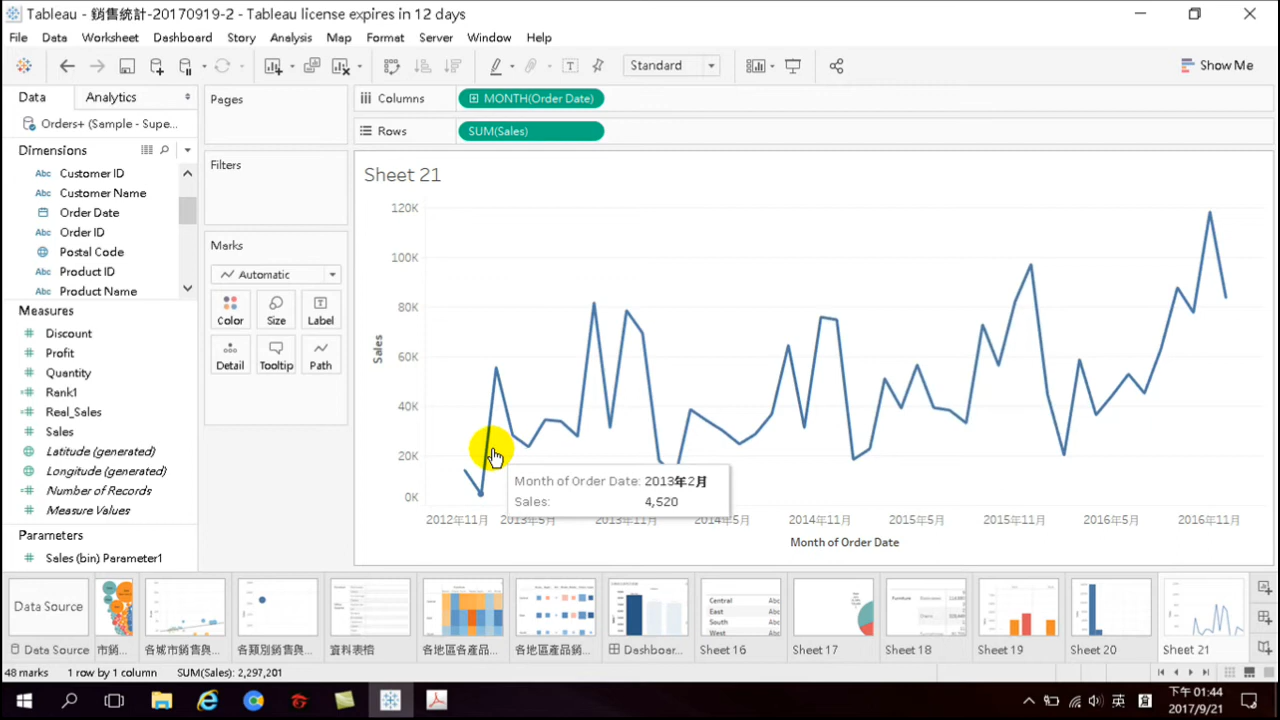 Tableau - 銷售統計-20170919-2 - Tableau license expires in 12 days
File Data Worksheet Dashboard Story Analysis Map Format Server Window Help
Standard
Show Me
Data Analytics
Orders+ (Sample - Supe...
Dimensions
Abc Customer ID
Abc Customer Name
Order Date
Abc Order ID
Postal Code
Abc Product ID
Abc Product Name
Measures
Discount
Profit
Quantity
Rank1
Real_Sales
Sales
Latitude (generated)
Longitude (generated)
Number of Records
Measure Values
Parameters
Sales (bin) Parameter1
Pages
Filters
Marks
Automatic
Color Size Label
Detail Tooltip Path
Columns MONTH(Order Date)
Rows SUM(Sales)
Sheet 21
120K
100K
80K
60K
40K
20K
0K
Sales
Month of Order Date: 2013年2月
Sales: 4,520
2012年11月 2013年5月 2013年11月 2014年5月 2014年11月 2015年5月 2015年11月 2016年5月 2016年11月
Month of Order Date
Data Source
Central Abc
East Abc
South Abc
West Abc
Furniture
Data Source 市銷... 各城市銷售與... 各類別銷售與... 資料表格 各地區各產品... 各地區產品銷... Dashboar... Sheet 16 Sheet 17 Sheet 18 Sheet 19 Sheet 20 Sheet 21
48 marks 1 row by 1 column SUM(Sales): 2,297,201
英
下午 01:44
2017/9/21